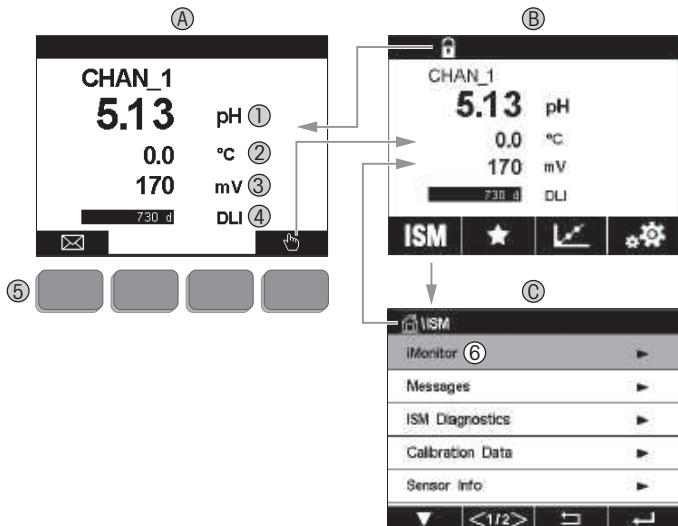 Ⓐ
CHAN_1
5.13 pH ①
0.0 °C ②
170 mV ③
730 d DLI ④
⑤
Ⓑ
CHAN_1
5.13 pH
0.0 °C
170 mV
730 d DLI
ISM
Ⓒ
\ISM
iMonitor ⑥
Messages
ISM Diagnostics
Calibration Data
Sensor Info
<1/2>